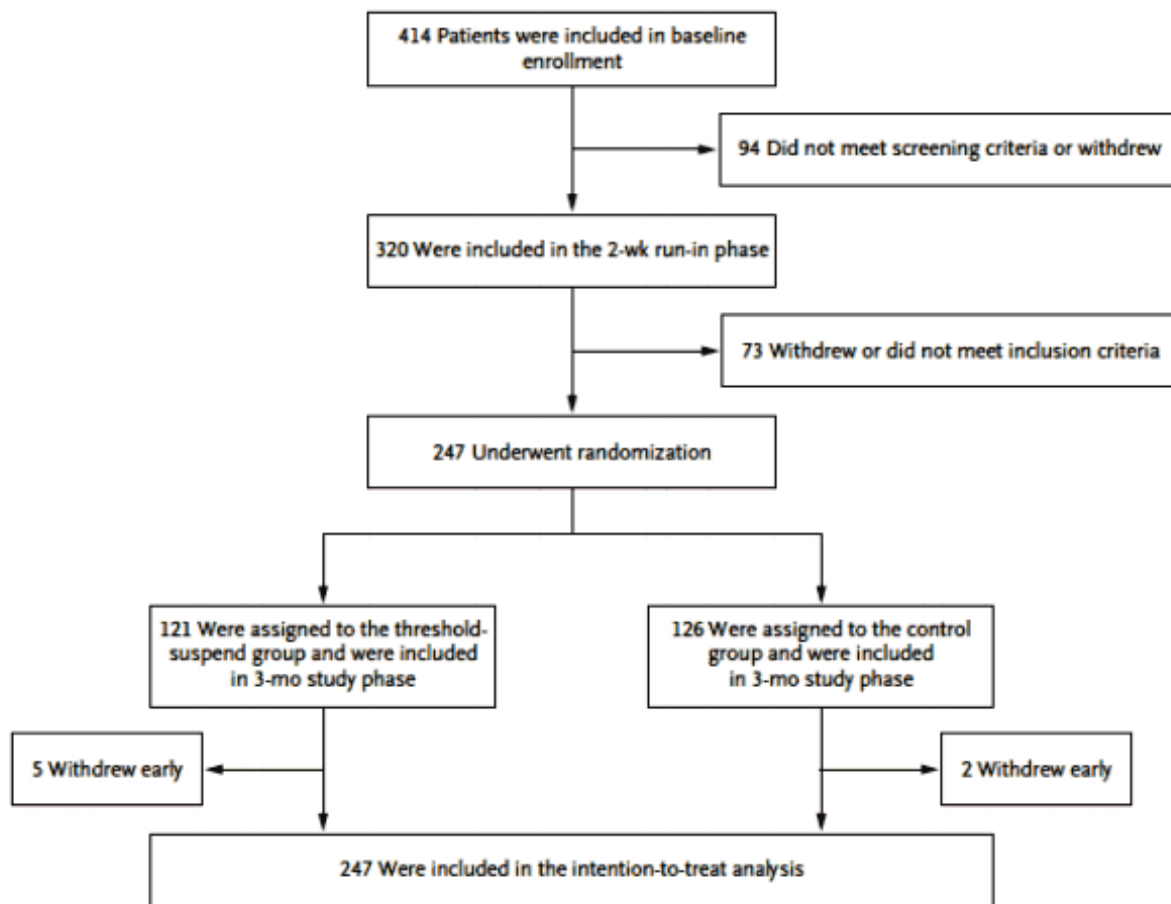 414 Patients were included in baseline
enrollment
94 Did not meet screening criteria or withdrew
320 Were included in the 2-wk run-in phase
73 Withdrew or did not meet inclusion criteria
247 Underwent randomization
121 Were assigned to the threshold-
suspend group and were included
in 3-mo study phase
126 Were assigned to the control
group and were included
in 3-mo study phase
5 Withdrew early
2 Withdrew early
247 Were included in the intention-to-treat analysis